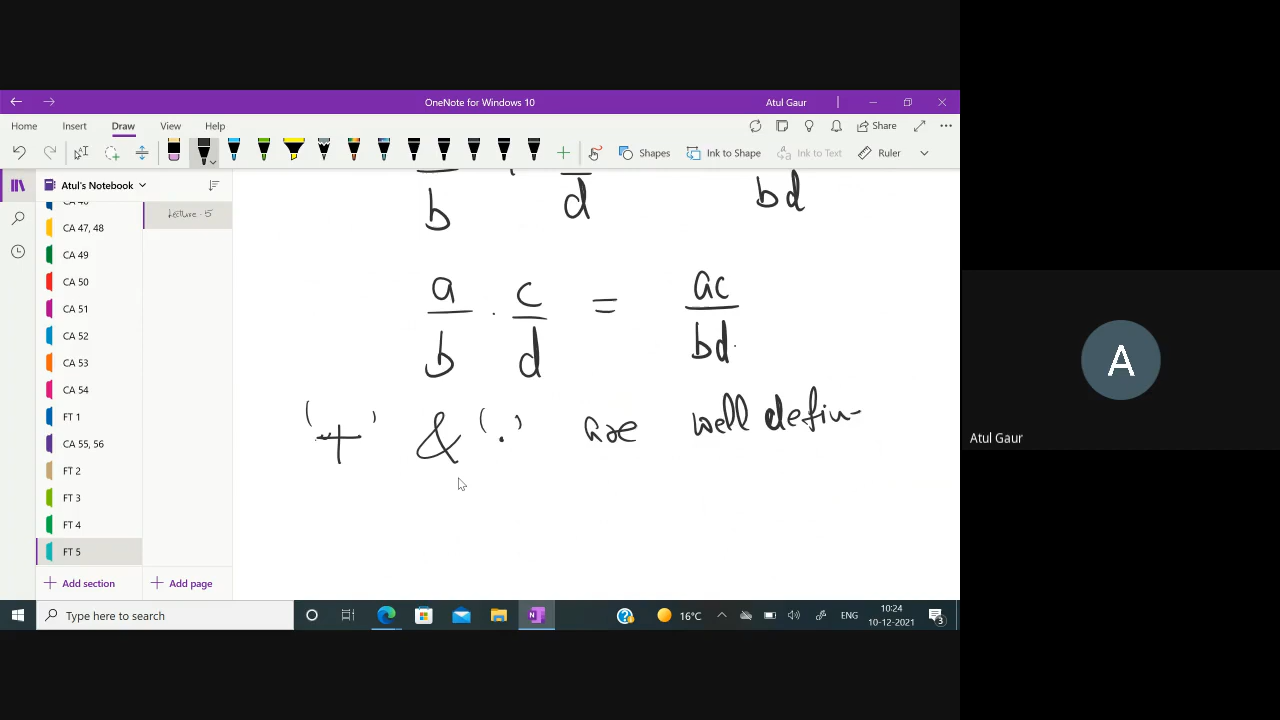 OneNote for Windows 10
Atul Gaur
Home Insert Draw View Help
Share
Shapes
Ink to Shape
Ink to Text
Ruler
Atul's Notebook
Lecture - 5
CA 47, 48
CA 49
CA 50
CA 51
CA 52
CA 53
CA 54
FT 1
CA 55, 56
FT 2
FT 3
FT 4
FT 5
Add section
Add page
b d bd
a/b . c/d = ac/bd.
'+' & '.' are well defin-
A
Atul Gaur
Type here to search
16°C
ENG
10:24
10-12-2021
3